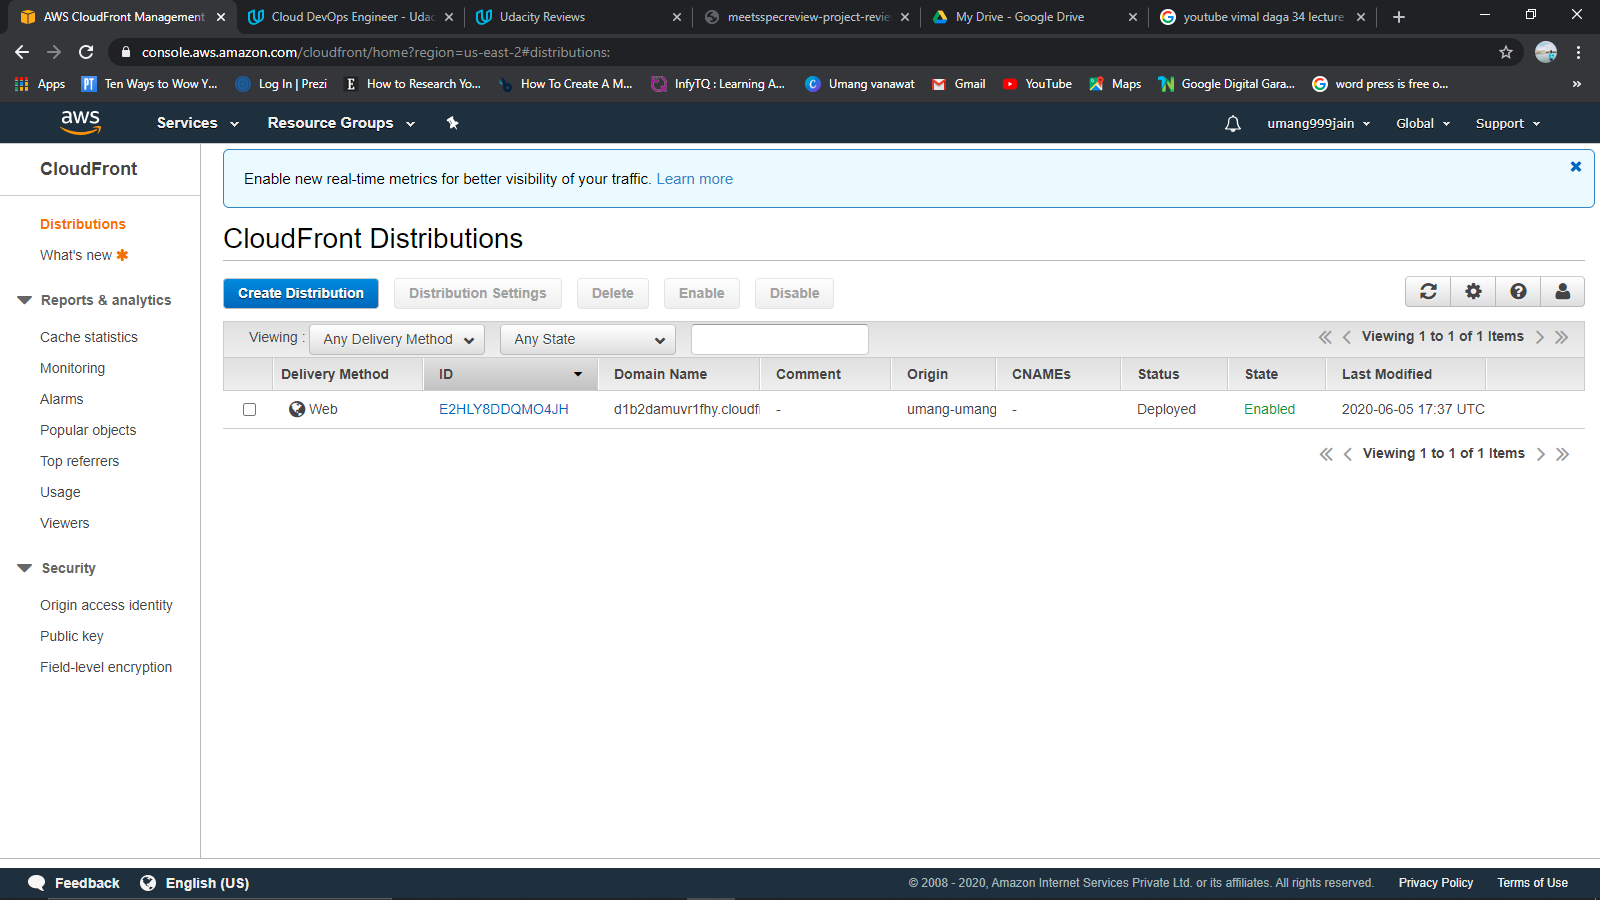 AWS CloudFront Management
Cloud DevOps Engineer - Udac
Udacity Reviews
meetsspecreview-project-revie
My Drive - Google Drive
youtube vimal daga 34 lecture
console.aws.amazon.com/cloudfront/home?region=us-east-2#distributions:
Apps
PT Ten Ways to Wow Y...
Log In | Prezi
E How to Research Yo...
How To Create A M...
InfyTQ : Learning A...
C Umang vanawat
Gmail
YouTube
Maps
Google Digital Gara...
G word press is free o...
»
aws
Services
Resource Groups
umang999jain
Global
Support
CloudFront
Distributions
What's new
Reports & analytics
Cache statistics
Monitoring
Alarms
Popular objects
Top referrers
Usage
Viewers
Security
Origin access identity
Public key
Field-level encryption
Enable new real-time metrics for better visibility of your traffic. Learn more
CloudFront Distributions
Create Distribution
Distribution Settings
Delete
Enable
Disable
Viewing : Any Delivery Method Any State
Viewing 1 to 1 of 1 Items
Delivery Method ID Domain Name Comment Origin CNAMEs Status State Last Modified
Web E2HLY8DDQMO4JH d1b2damuvr1fhy.cloudf - umang-umang - Deployed Enabled 2020-06-05 17:37 UTC
Viewing 1 to 1 of 1 Items
Feedback
English (US)
© 2008 - 2020, Amazon Internet Services Private Ltd. or its affiliates. All rights reserved.
Privacy Policy
Terms of Use